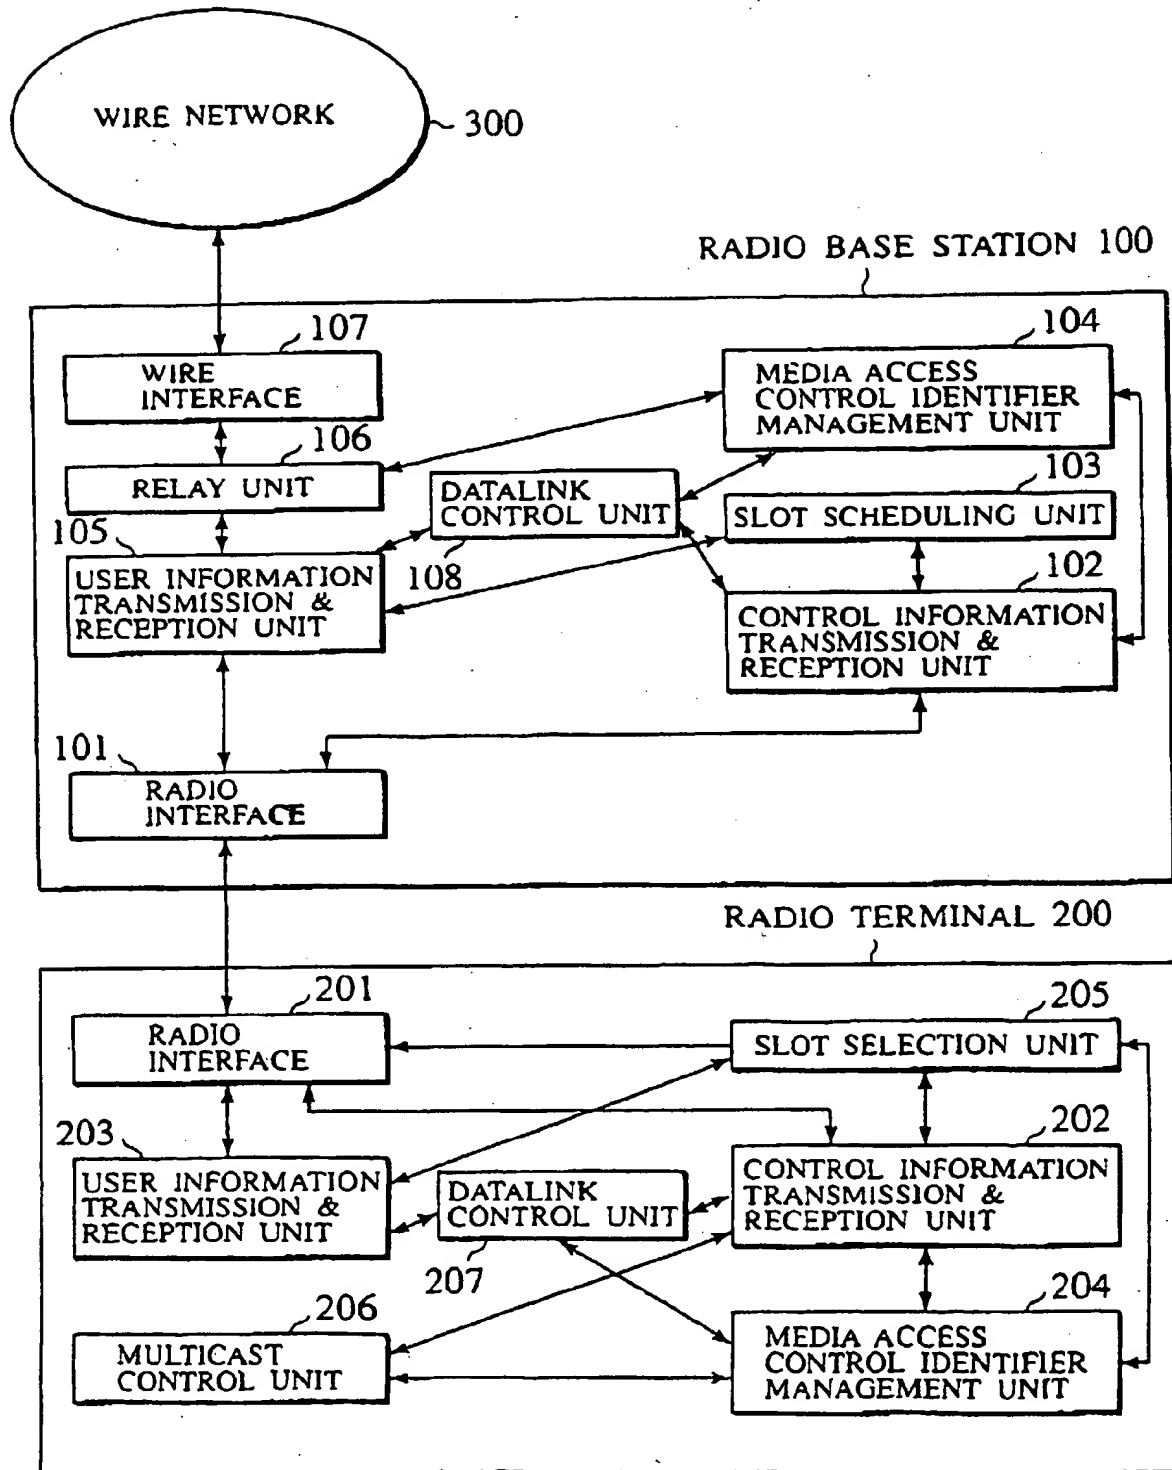 WIRE NETWORK
300
RADIO BASE STATION 100
107
WIRE
INTERFACE
104
MEDIA ACCESS
CONTROL IDENTIFIER
MANAGEMENT UNIT
106
RELAY UNIT
DATALINK
CONTROL UNIT
108
103
SLOT SCHEDULING UNIT
105
USER INFORMATION
TRANSMISSION &
RECEPTION UNIT
102
CONTROL INFORMATION
TRANSMISSION &
RECEPTION UNIT
101
RADIO
INTERFACE
RADIO TERMINAL 200
201
RADIO
INTERFACE
205
SLOT SELECTION UNIT
203
USER INFORMATION
TRANSMISSION &
RECEPTION UNIT
DATALINK
CONTROL UNIT
207
202
CONTROL INFORMATION
TRANSMISSION &
RECEPTION UNIT
206
MULTICAST
CONTROL UNIT
204
MEDIA ACCESS
CONTROL IDENTIFIER
MANAGEMENT UNIT